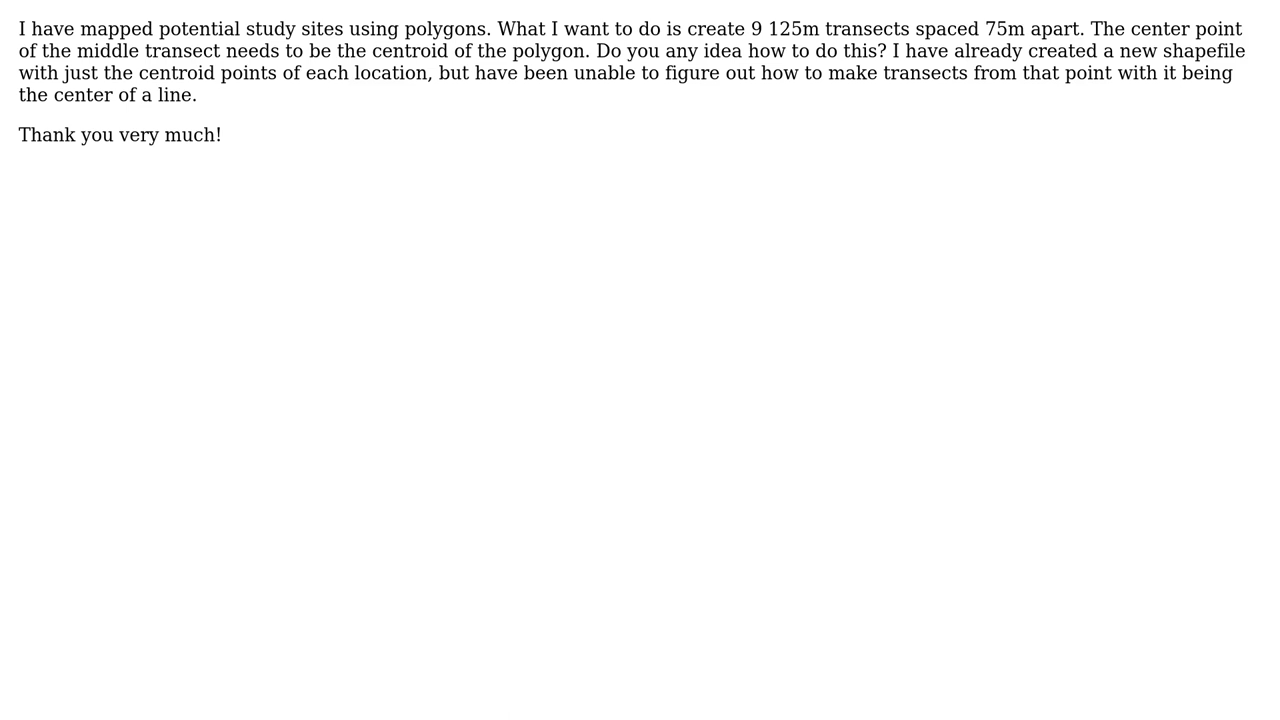 I have mapped potential study sites using polygons. What I want to do is create 9 125m transects spaced 75m apart. The center point
of the middle transect needs to be the centroid of the polygon. Do you any idea how to do this? I have already created a new shapefile
with just the centroid points of each location, but have been unable to figure out how to make transects from that point with it being
the center of a line.
Thank you very much!